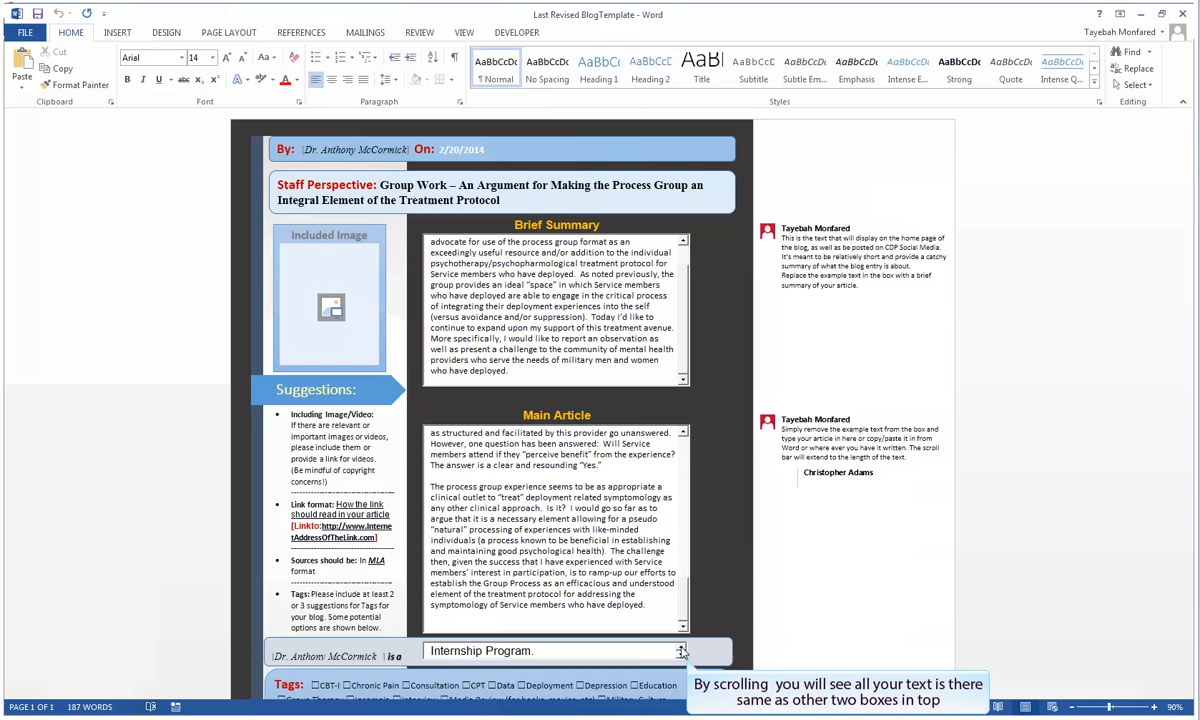 Last Revised BlogTemplate - Word
FILE HOME INSERT DESIGN PAGE LAYOUT REFERENCES MAILINGS REVIEW VIEW DEVELOPER
Tayebah Monfared
Paste
Cut
Copy
Format Painter
Arial 14
AaBbCcDc AaBbCcDc AaBbC AaBbCcD AaBl AaBbCcD AaBbCcDc AaBbCcDc AaBbCcDc AaBbCcDc AaBbCcDc AaBbCcDc
¶ Normal No Spacing Heading 1 Heading 2 Title Subtitle Subtle Em... Emphasis Intense E... Strong Quote Intense Q...
Find
Replace
Select
Clipboard Font Paragraph Styles Editing
By: [Dr. Anthony McCormick] On: 2/20/2014
Staff Perspective: Group Work – An Argument for Making the Process Group an
Integral Element of the Treatment Protocol
Included Image
Brief Summary
advocate for use of the process group format as an
exceedingly useful resource and/or addition to the individual
psychotherapy/psychopharmological treatment protocol for
Service members who have deployed. As noted previously, the
group provides an ideal “space” in which Service members
who have deployed are able to engage in the critical process
of integrating their deployment experiences into the self
(versus avoidance and/or suppression). Today I’d like to
continue to expand upon my support of this treatment avenue.
More specifically, I would like to report an observation as
well as present a challenge to the community of mental health
providers who serve the needs of military men and women
who have deployed.
Tayebah Monfared
This is the text that will display on the home page of
the blog, as well as be posted on CDP Social Media.
It's meant to be relatively short and provide a catchy
summary of what the blog entry is about.
Replace the example text in the box with a brief
summary of your article.
Suggestions:
• Including Image/Video:
If there are relevant or
important images or videos,
please include them or
provide a link for videos.
(Be mindful of copyright
concerns!)
• Link format: How the link
should read in your article
[Linkto:http://www.Interne
tAddressOfTheLink.com]
• Sources should be: In MLA
format
• Tags: Please include at least 2
or 3 suggestions for Tags for
your blog. Some potential
options are shown below.
Main Article
as structured and facilitated by this provider go unanswered.
However, one question has been answered: Will Service
members attend if they “perceive benefit” from the experience?
The answer is a clear and resounding “Yes.”
The process group experience seems to be as appropriate a
clinical outlet to “treat” deployment related symptomology as
any other clinical approach. Is it? I would go so far as to
argue that it is a necessary element allowing for a pseudo
“natural” processing of experiences with like-minded
individuals (a process known to be beneficial in establishing
and maintaining good psychological health). The challenge
then, given the success that I have experienced with Service
members’ interest in participation, is to ramp-up our efforts to
establish the Group Process as an efficacious and understood
element of the treatment protocol for addressing the
symptomology of Service members who have deployed.
Tayebah Monfared
Simply remove the example text from the box and
type your article in here or copy/paste it in from
Word or where ever you have it written. The scroll
bar will extend to the length of the text.
Christopher Adams
[Dr. Anthony McCormick ] is a
Internship Program.
Tags: ☐CBT-I ☐Chronic Pain ☐Consultation ☐CPT ☐Data ☐Deployment ☐Depression ☐Education
By scrolling you will see all your text is there
same as other two boxes in top
PAGE 1 OF 1 187 WORDS
90%